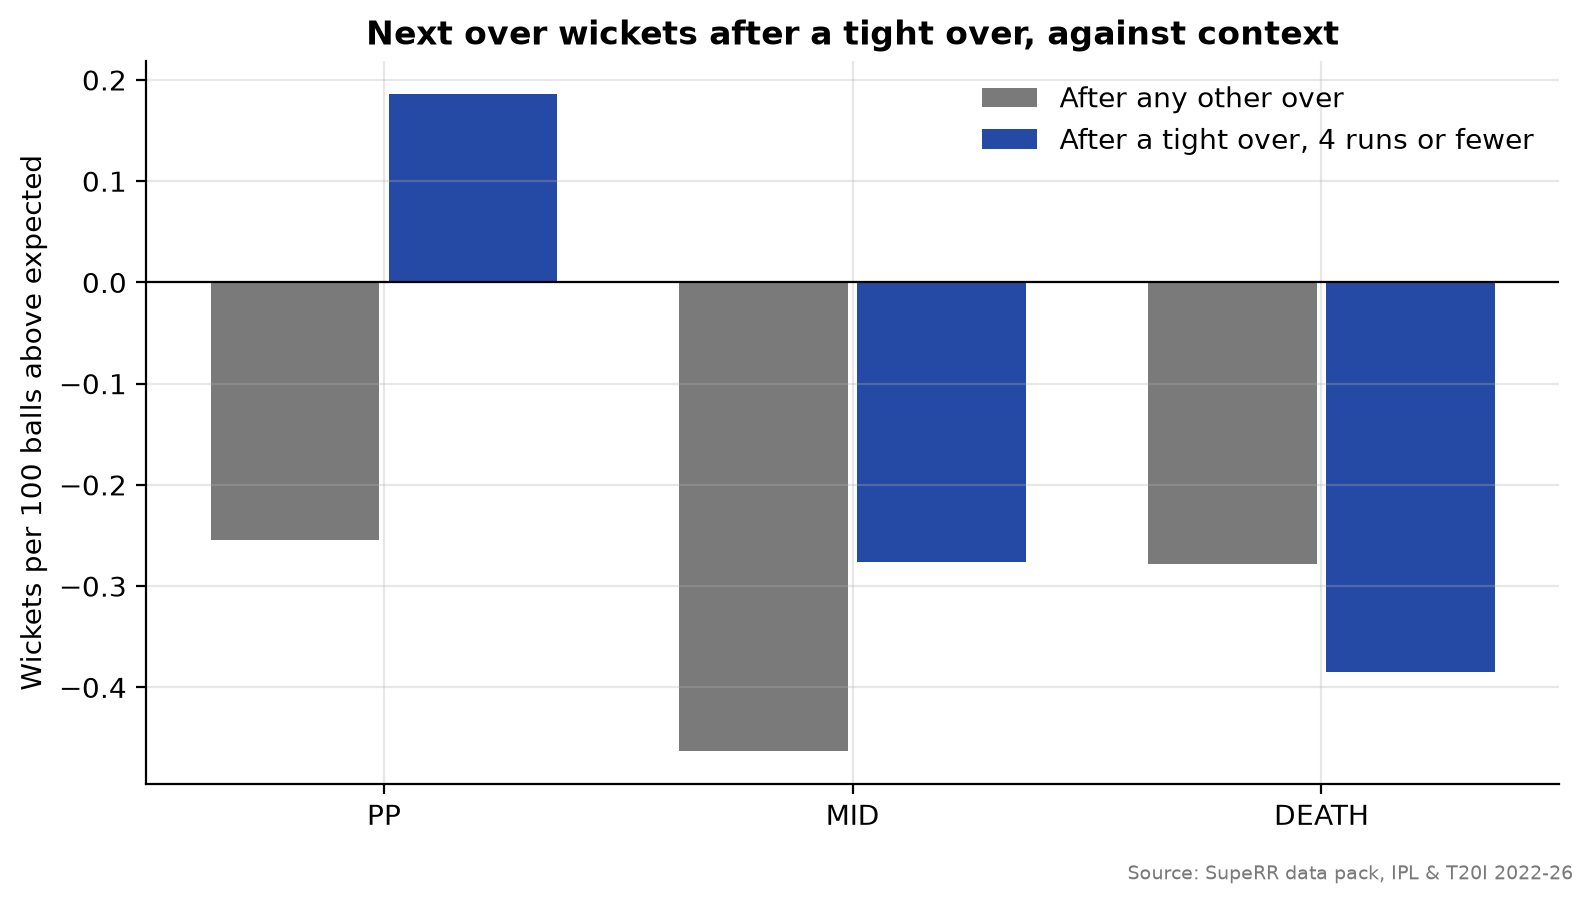 Next over wickets after a tight over, against context
After any other over
After a tight over, 4 runs or fewer
Wickets per 100 balls above expected
0.2
0.1
0.0
−0.1
−0.2
−0.3
−0.4
PP
MID
DEATH
Source: SupeRR data pack, IPL & T20I 2022-26